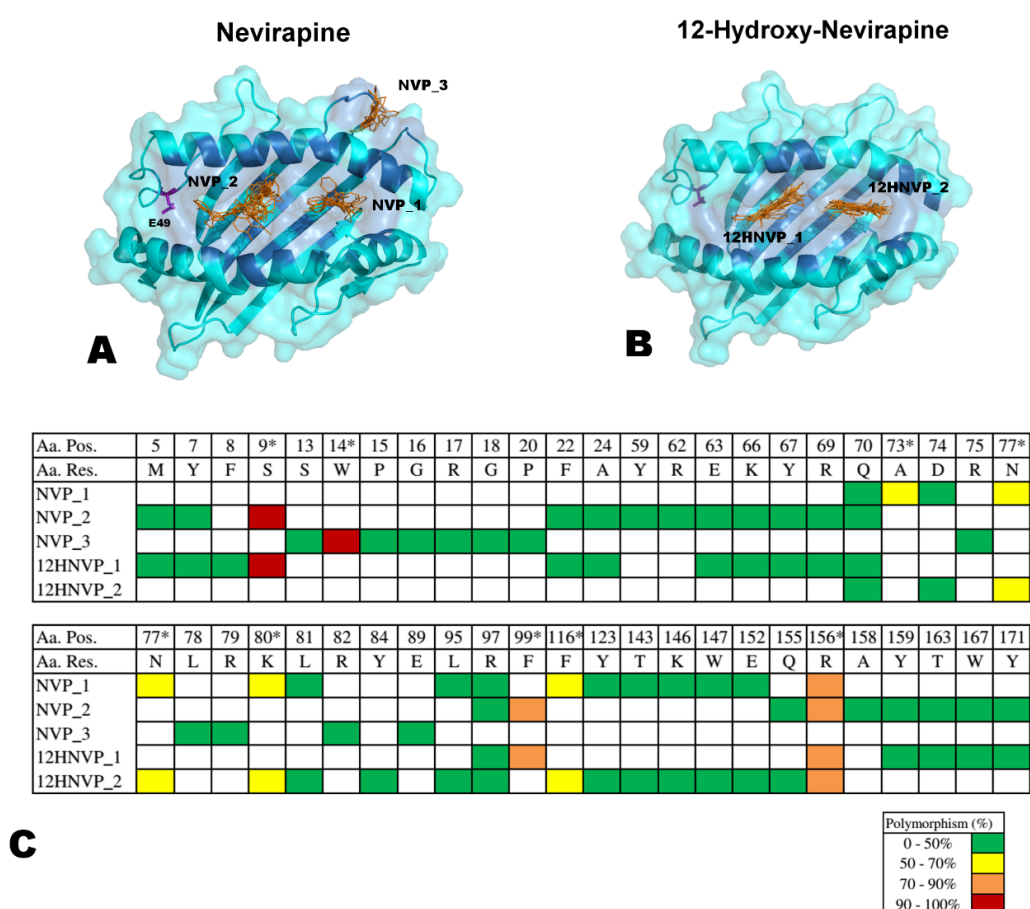 Nevirapine
12-Hydroxy-Nevirapine
NVP_3
NVP_2
NVP_1
E49
A
12HNVP_2
12HNVP_1
B
Aa. Pos. 5 7 8 9* 13 14* 15 16 17 18 20 22 24 59 62 63 66 67 69 70 73* 74 75 77*
Aa. Res. M Y F S S W P G R G P F A Y R E K Y R Q A D R N
NVP_1
NVP_2
NVP_3
12HNVP_1
12HNVP_2
Aa. Pos. 77* 78 79 80* 81 82 84 89 95 97 99* 116* 123 143 146 147 152 155 156* 158 159 163 167 171
Aa. Res. N L R K L R Y E L R F F Y T K W E Q R A Y T W Y
NVP_1
NVP_2
NVP_3
12HNVP_1
12HNVP_2
C
Polymorphism (%)
0 - 50%
50 - 70%
70 - 90%
90 - 100%